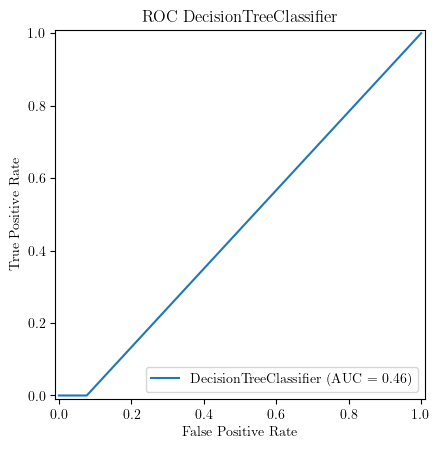 ROC DecisionTreeClassifier
1.0
0.8
0.6
0.4
0.2
0.0
True Positive Rate
DecisionTreeClassifier (AUC = 0.46)
0.0 0.2 0.4 0.6 0.8 1.0
False Positive Rate